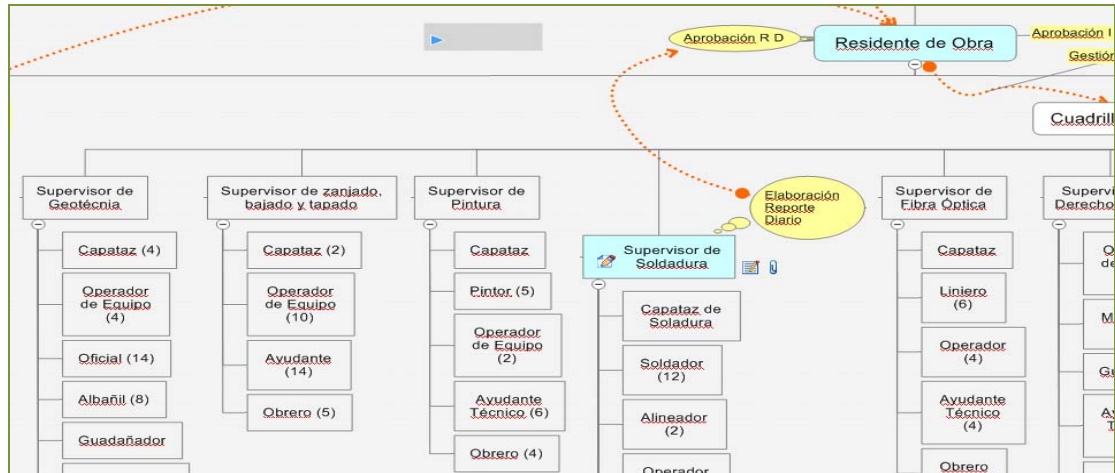 Aprobación R D
Residente de Obra
Aprobación I
Gestión
Cuadrill
Supervisor de
Geotécnia
Capataz (4)
Operador
de Equipo
(4)
Oficial (14)
Albañil (8)
Guadañador
Supervisor de zanjado,
bajado y tapado
Capataz (2)
Operador
de Equipo
(10)
Ayudante
(14)
Obrero (5)
Supervisor de
Pintura
Capataz
Pintor (5)
Operador
de Equipo
(2)
Ayudante
Técnico (6)
Obrero (4)
Elaboración
Reporte
Diario
Supervisor de
Soldadura
Capataz de
Soladura
Soldador
(12)
Alineador
(2)
Operador
Supervisor de
Fibra Óptica
Capataz
Liniero
(6)
Operador
(4)
Ayudante
Técnico
(4)
Obrero
Supervi
Derecho
de
M